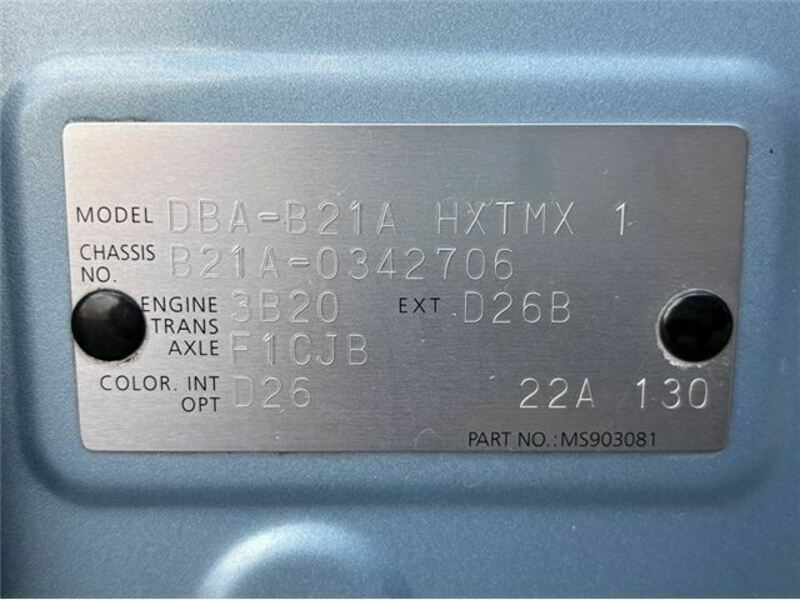 MODEL DBA-B21A HXTMX 1
CHASSIS NO. B21A-0342706
ENGINE 3B20 EXT D26B
TRANS AXLE F1CJB
COLOR. INT OPT D26 22A 130
PART NO.:MS903081